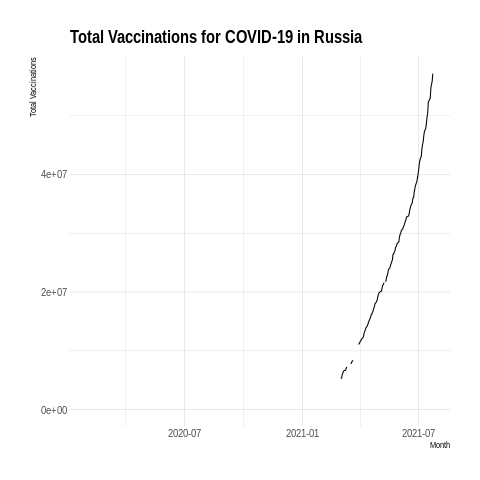 Total Vaccinations for COVID-19 in Russia
Total Vaccinations
4e+07
2e+07
0e+00
2020-07 2021-01 2021-07
Month